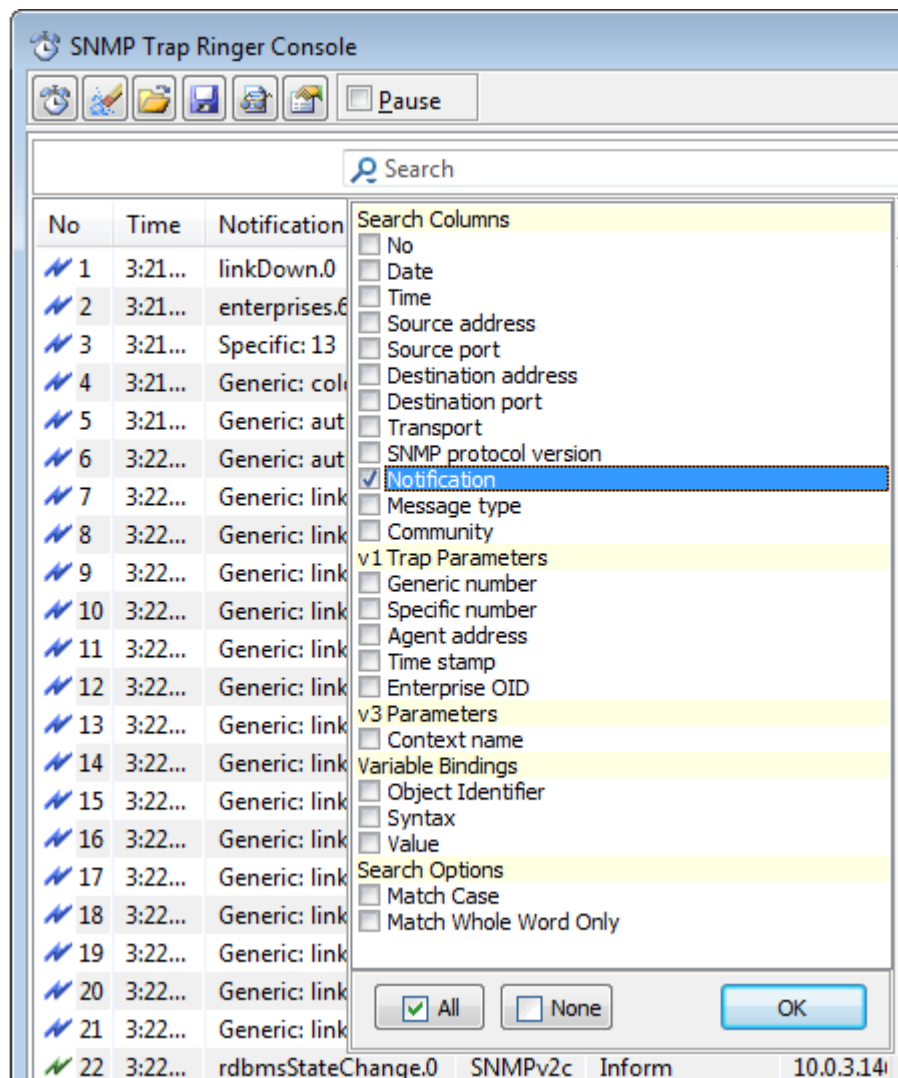 SNMP Trap Ringer Console
Pause
Search
No Time Notification
1 3:21... linkDown.0
2 3:21... enterprises.6
3 3:21... Specific: 13
4 3:21... Generic: col
5 3:21... Generic: aut
6 3:22... Generic: aut
7 3:22... Generic: link
8 3:22... Generic: link
9 3:22... Generic: link
10 3:22... Generic: link
11 3:22... Generic: link
12 3:22... Generic: link
13 3:22... Generic: link
14 3:22... Generic: link
15 3:22... Generic: link
16 3:22... Generic: link
17 3:22... Generic: link
18 3:22... Generic: link
19 3:22... Generic: link
20 3:22... Generic: link
21 3:22... Generic: link
22 3:22... rdbmsStateChange.0 SNMPv2c Inform 10.0.3.14
Search Columns
No
Date
Time
Source address
Source port
Destination address
Destination port
Transport
SNMP protocol version
Notification
Message type
Community
v1 Trap Parameters
Generic number
Specific number
Agent address
Time stamp
Enterprise OID
v3 Parameters
Context name
Variable Bindings
Object Identifier
Syntax
Value
Search Options
Match Case
Match Whole Word Only
All None OK